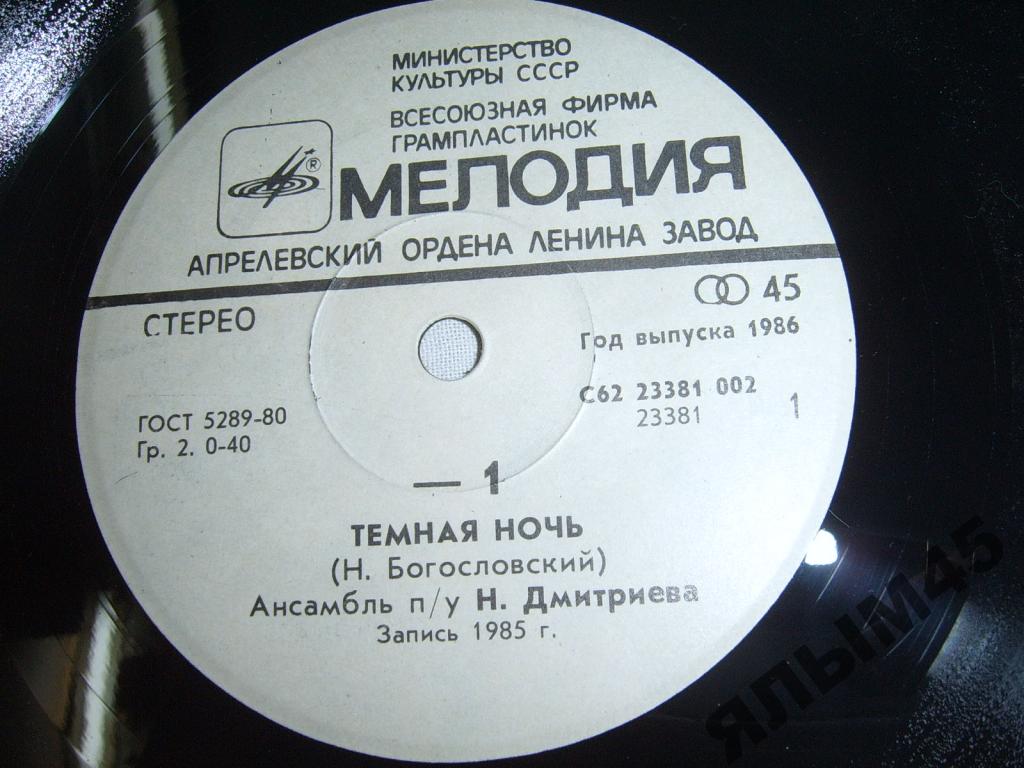 МИНИСТЕРСТВО
КУЛЬТУРЫ СССР
ВСЕСОЮЗНАЯ ФИРМА
ГРАМПЛАСТИНОК
®
МЕЛОДИЯ
АПРЕЛЕВСКИЙ ОРДЕНА ЛЕНИНА ЗАВОД
СТЕРЕО
45
Год выпуска 1986
ГОСТ 5289-80
Гр. 2. 0-40
С62 23381 002
23381
1
— 1
ТЕМНАЯ НОЧЬ
(Н. Богословский)
Ансамбль п/у Н. Дмитриева
Запись 1985 г.
ЯЛЫМ45